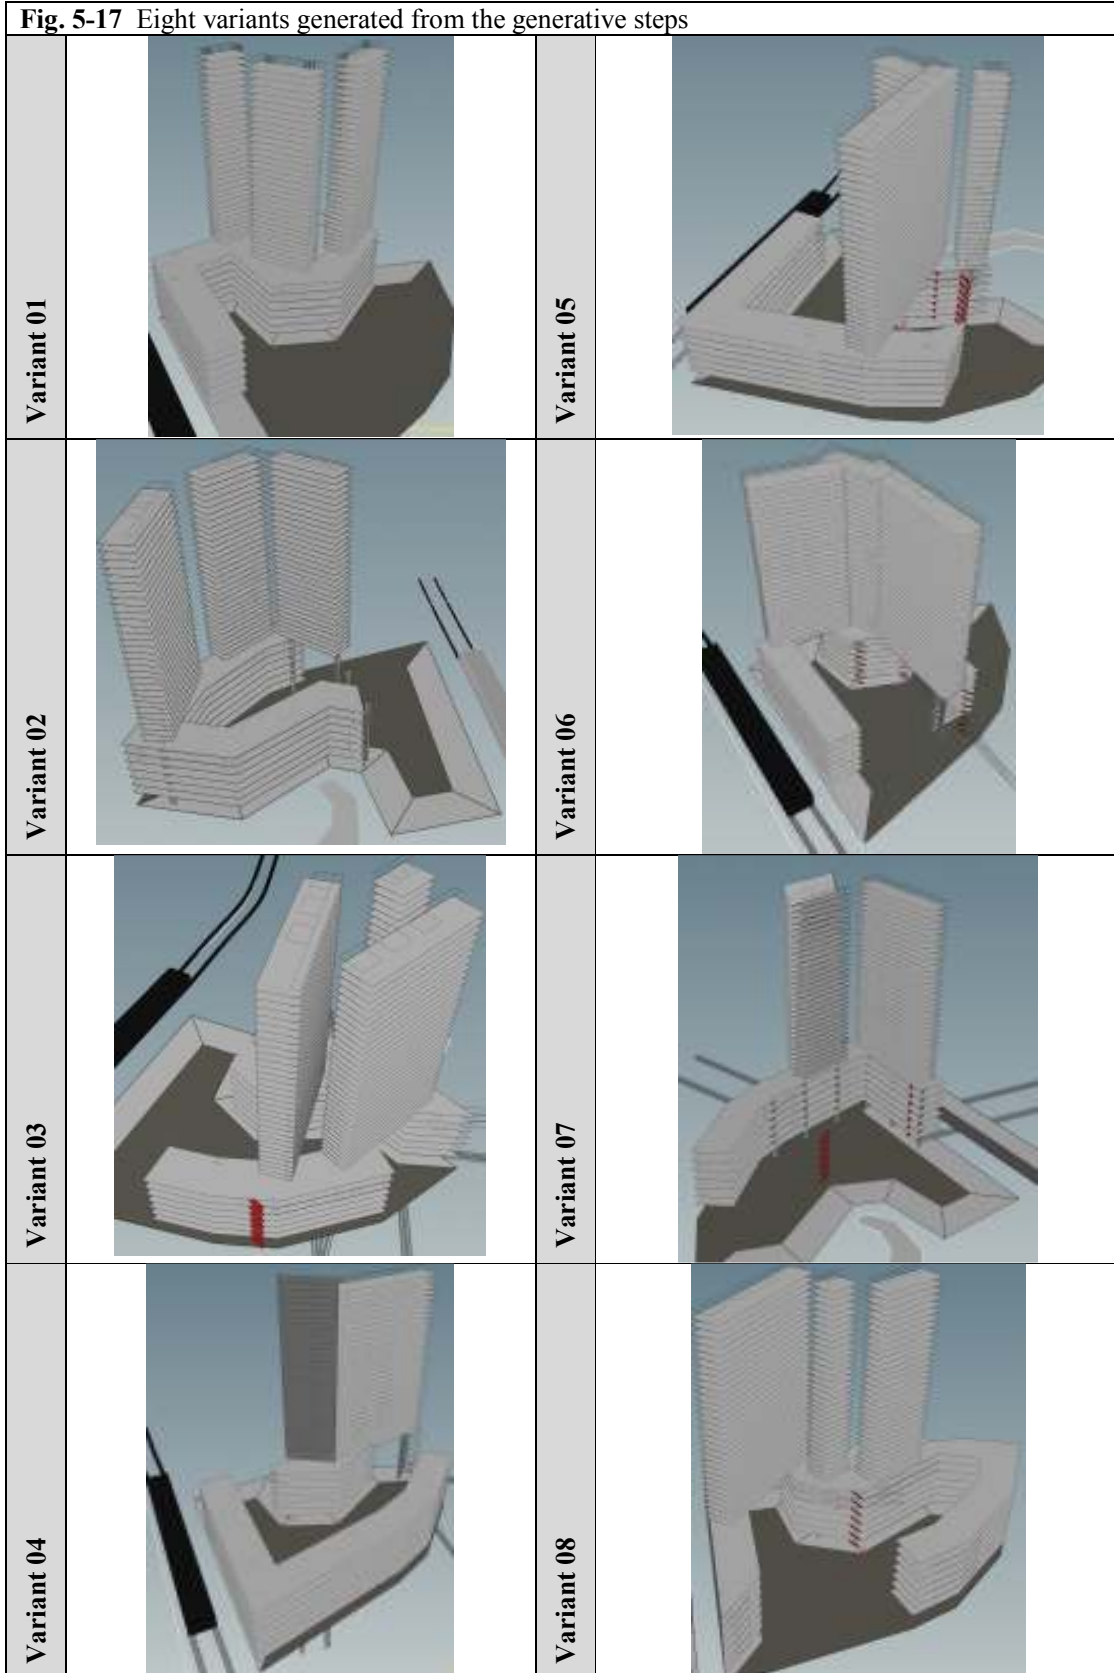 Fig. 5-17 Eight variants generated from the generative steps
Variant 01
Variant 05
Variant 02
Variant 06
Variant 03
Variant 07
Variant 04
Variant 08